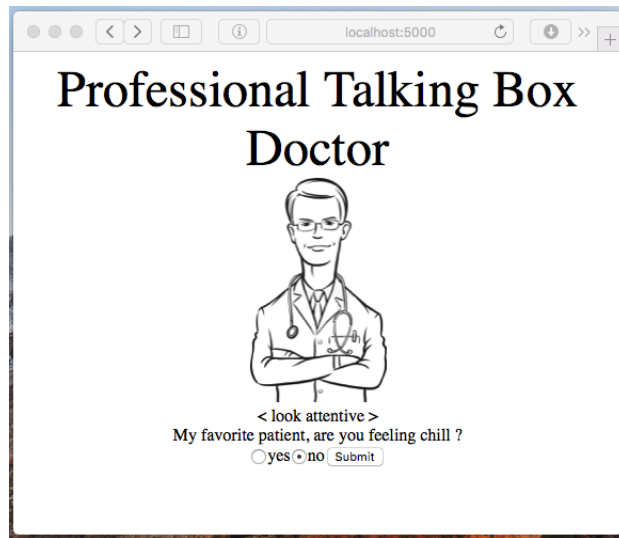 localhost:5000
Professional Talking Box
Doctor
< look attentive >
My favorite patient, are you feeling chill ?
yes no Submit